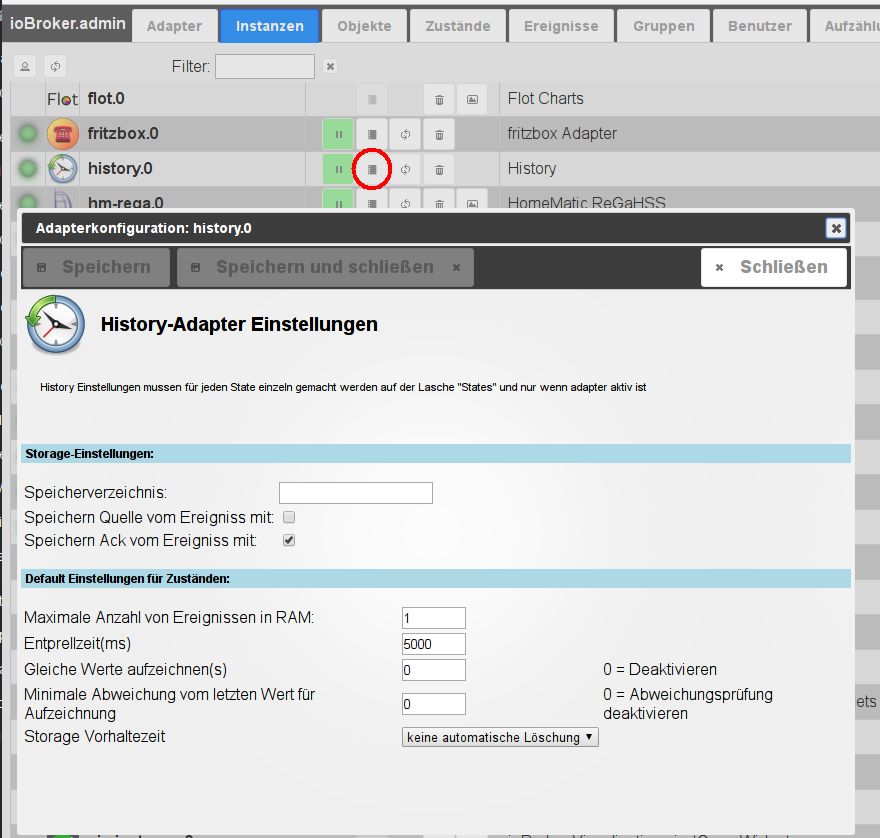 ioBroker.admin Adapter Instanzen Objekte Zustände Ereignisse Gruppen Benutzer Aufzählu
Filter:
Flot flot.0 Flot Charts
fritzbox.0 fritzbox Adapter
history.0 History
hm-rega.0 HomeMatic ReGaHSS
Adapterkonfiguration: history.0
Speichern Speichern und schließen Schließen
History-Adapter Einstellungen
History Einstellungen mussen für jeden State einzeln gemacht werden auf der Lasche "States" und nur wenn adapter aktiv ist
Storage-Einstellungen:
Speicherverzeichnis:
Speichern Quelle vom Ereigniss mit:
Speichern Ack vom Ereigniss mit:
Default Einstellungen für Zuständen:
Maximale Anzahl von Ereignissen in RAM: 1
Entprellzeit(ms) 5000
Gleiche Werte aufzeichnen(s) 0 0 = Deaktivieren
Minimale Abweichung vom letzten Wert für 0 0 = Abweichungsprüfung
Aufzeichnung deaktivieren
ets
Storage Vorhaltezeit keine automatische Löschung